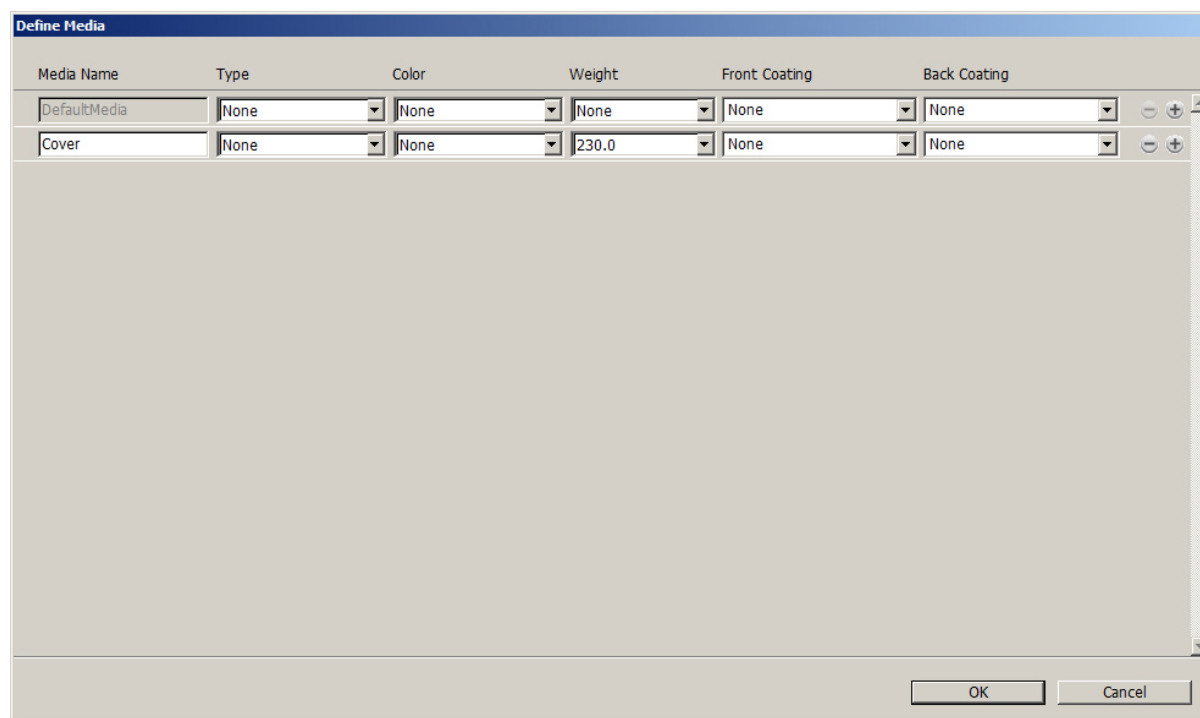 Define Media
Media Name Type Color Weight Front Coating Back Coating
DefaultMedia None None None None None
Cover None None 230.0 None None
OK Cancel